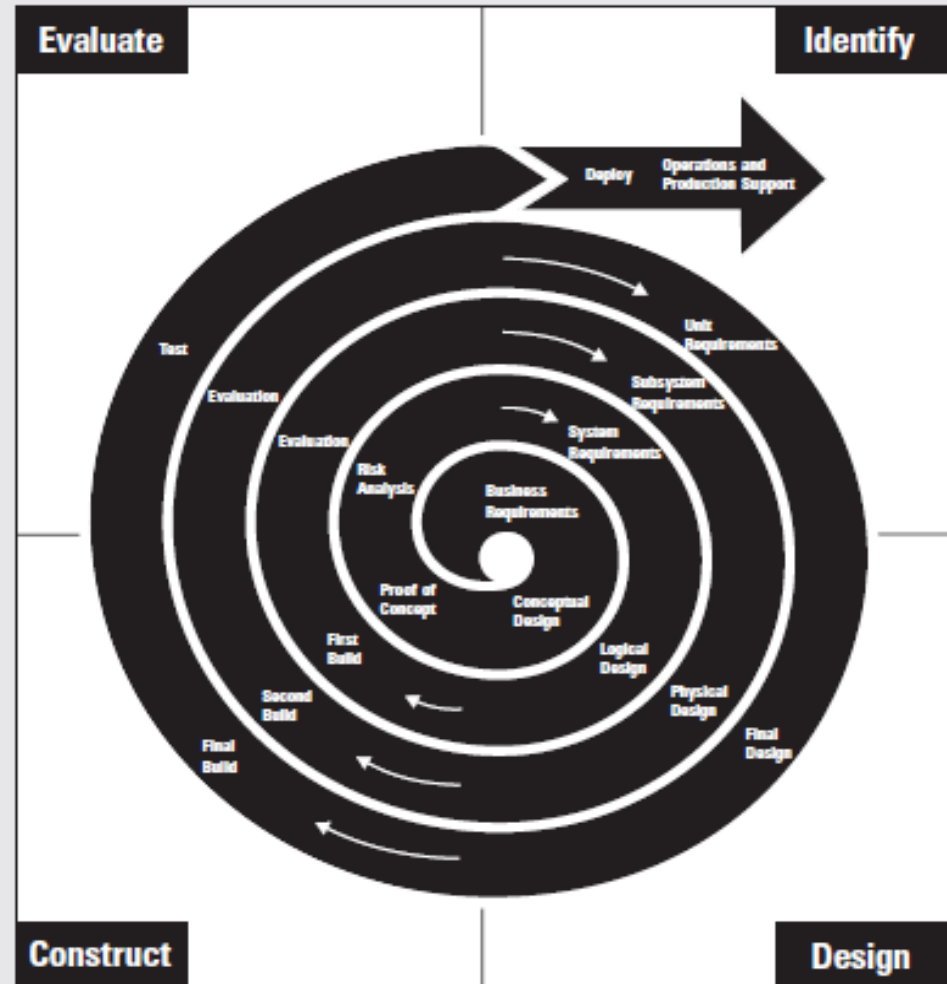 Evaluate
Identify
Deploy
Operations and
Production Support
Unit
Requirements
Subsystem
Requirements
System
Requirements
Business
Requirements
Test
Evaluation
Evaluation
Risk
Analysis
Proof of
Concept
First
Build
Second
Build
Final
Build
Conceptual
Design
Logical
Design
Physical
Design
Final
Design
Construct
Design